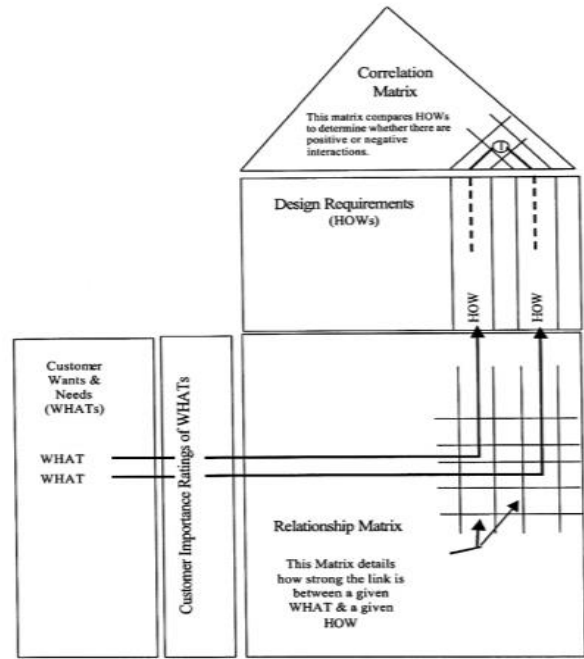 Correlation
Matrix
This matrix compares HOWs
to determine whether there are
positive or negative
interactions.
Design Requirements
(HOWs)
HOW
HOW
Customer
Wants &
Needs
(WHATs)
WHAT
WHAT
Customer Importance Ratings of WHATs
Relationship Matrix
This Matrix details
how strong the link is
between a given
WHAT & a given
HOW